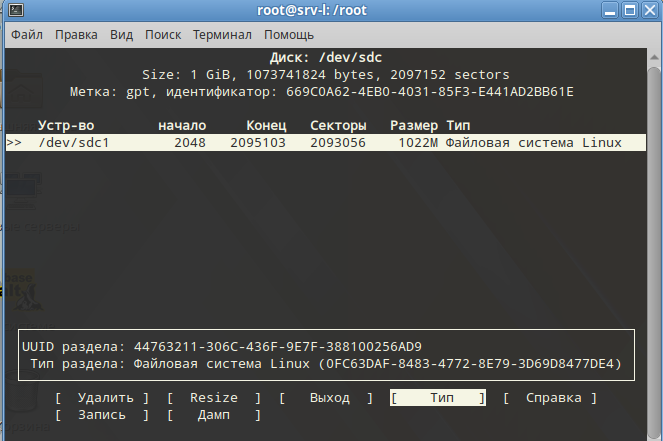 root@srv-l: /root
Файл Правка Вид Поиск Терминал Помощь
Диск: /dev/sdc
Size: 1 GiB, 1073741824 bytes, 2097152 sectors
Метка: gpt, идентификатор: 669C0A62-4EB0-4031-85F3-E441AD2BB61E
Устр-во начало Конец Секторы Размер Тип
>> /dev/sdc1 2048 2095103 2093056 1022M Файловая система Linux
UUID раздела: 44763211-306C-436F-9E7F-388100256AD9
Тип раздела: Файловая система Linux (0FC63DAF-8483-4772-8E79-3D69D8477DE4)
[ Удалить ] [ Resize ] [ Выход ] [ Тип ] [ Справка ]
[ Запись ] [ Дамп ]